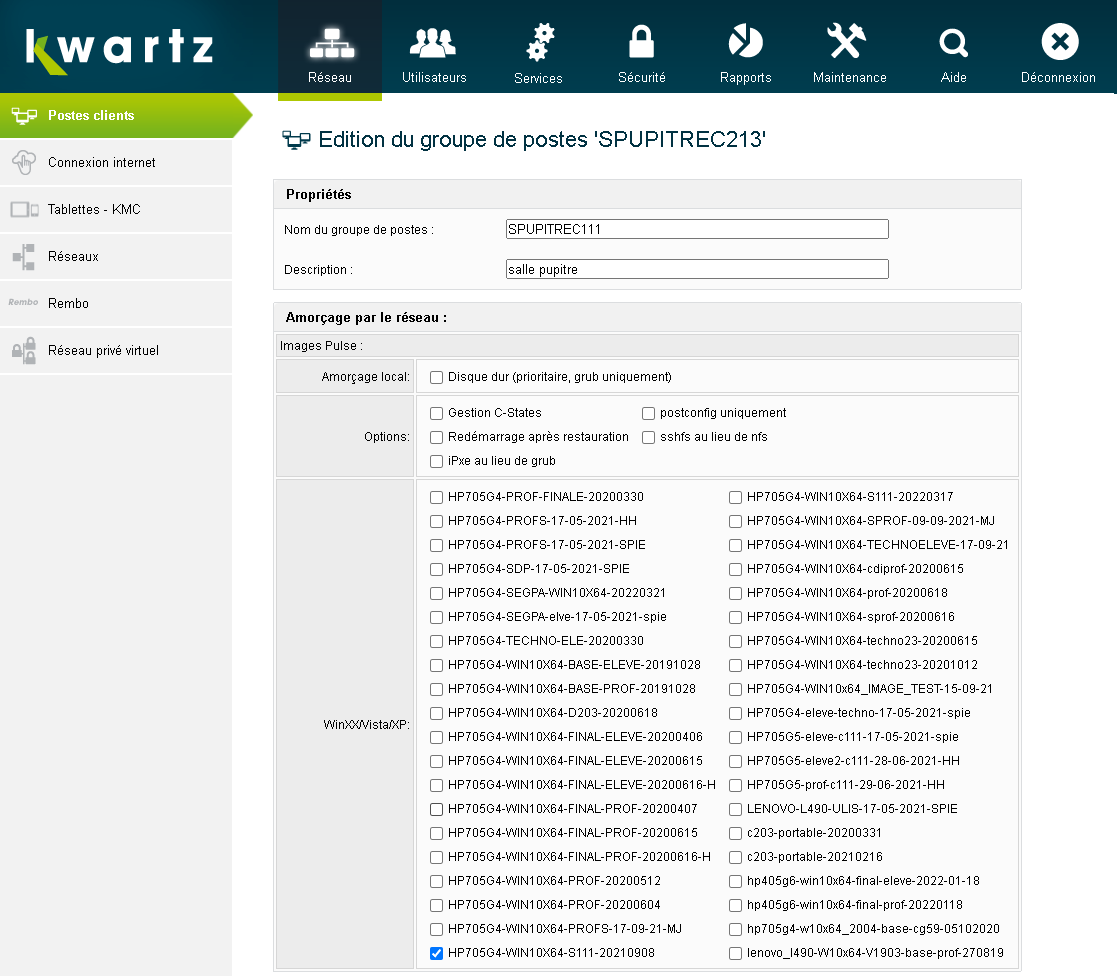 kwartz
Réseau
Utilisateurs
Services
Sécurité
Rapports
Maintenance
Aide
Déconnexion
Postes clients
Connexion internet
Tablettes - KMC
Réseaux
Rembo Rembo
Réseau privé virtuel
Edition du groupe de postes 'SPUPITREC213'
Propriétés
Nom du groupe de postes : SPUPITREC111
Description : salle pupitre
Amorçage par le réseau :
Images Pulse :
Amorçage local: Disque dur (prioritaire, grub uniquement)
Options:
Gestion C-States postconfig uniquement
Redémarrage après restauration sshfs au lieu de nfs
iPxe au lieu de grub
WinXX/Vista/XP:
HP705G4-PROF-FINALE-20200330 HP705G4-WIN10X64-S111-20220317
HP705G4-PROFS-17-05-2021-HH HP705G4-WIN10X64-SPROF-09-09-2021-MJ
HP705G4-PROFS-17-05-2021-SPIE HP705G4-WIN10X64-TECHNOELEVE-17-09-21
HP705G4-SDP-17-05-2021-SPIE HP705G4-WIN10X64-cdiprof-20200615
HP705G4-SEGPA-WIN10X64-20220321 HP705G4-WIN10X64-prof-20200618
HP705G4-SEGPA-elve-17-05-2021-spie HP705G4-WIN10X64-sprof-20200616
HP705G4-TECHNO-ELE-20200330 HP705G4-WIN10X64-techno23-20200615
HP705G4-WIN10X64-BASE-ELEVE-20191028 HP705G4-WIN10X64-techno23-20201012
HP705G4-WIN10X64-BASE-PROF-20191028 HP705G4-WIN10x64_IMAGE_TEST-15-09-21
HP705G4-WIN10X64-D203-20200618 HP705G4-eleve-techno-17-05-2021-spie
HP705G4-WIN10X64-FINAL-ELEVE-20200406 HP705G5-eleve-c111-17-05-2021-spie
HP705G4-WIN10X64-FINAL-ELEVE-20200615 HP705G5-eleve2-c111-28-06-2021-HH
HP705G4-WIN10X64-FINAL-ELEVE-20200616-H HP705G5-prof-c111-29-06-2021-HH
HP705G4-WIN10X64-FINAL-PROF-20200407 LENOVO-L490-ULIS-17-05-2021-SPIE
HP705G4-WIN10X64-FINAL-PROF-20200615 c203-portable-20200331
HP705G4-WIN10X64-FINAL-PROF-20200616-H c203-portable-20210216
HP705G4-WIN10X64-PROF-20200512 hp405g6-win10x64-final-eleve-2022-01-18
HP705G4-WIN10X64-PROF-20200604 hp405g6-win10x64-final-prof-20220118
HP705G4-WIN10X64-PROFS-17-09-21-MJ hp705g4-w10x64_2004-base-cg59-05102020
HP705G4-WIN10X64-S111-20210908 lenovo_l490-W10x64-V1903-base-prof-270819